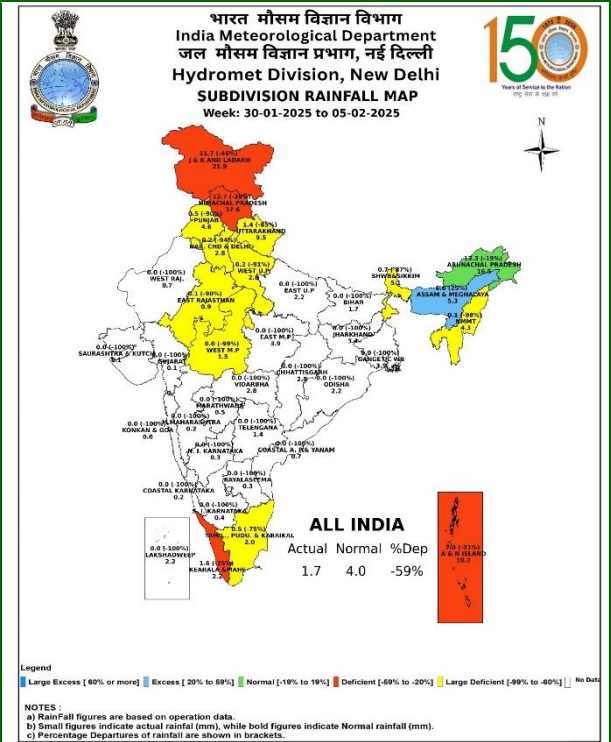 भारत मौसम विज्ञान विभाग
India Meteorological Department
जल मौसम विज्ञान प्रभाग, नई दिल्ली
Hydromet Division, New Delhi
SUBDIVISION RAINFALL MAP
Week: 30-01-2025 to 05-02-2025
150
Years of Service to the Nation
राष्ट्र सेवा के १५० वर्ष
N
11.7 (-46%)
J & K AND LADAKH
21.9
HIMACHAL PRADESH
17.6
0.5 (-90%)
PUNJAB
4.6
1.4 (-85%)
UTTARAKHAND
9.5
0.2 (-94%)
HAR. CHD & DELHI
2.8
0.2 (-91%)
WEST U.P.
0.0 (-100%)
WEST RAJ.
0.7
0.0 (-100%)
EAST U.P
2.2
0.1 (-90%)
EAST RAJASTHAN
0.9
0.0 (-100%)
BIHAR
1.7
0.7 (-87%)
SHWB&SIKKIM
5.1
13.3 (-19%)
ARUNACHAL PRADESH
16.5
6.6 (25%)
ASSAM & MEGHALAYA
5.3
0.1 (-98%)
NMMT
4.3
0.0 (-99%)
WEST M.P
1.5
0.0 (-100%)
EAST M.P
3.9
0.0 (-100%)
JHARKHAND
3.4
0.0 (-100%)
GANGETIC WB
0.0 (-100%)
SAURASHTRA & KUTCH
0.1
0.0 (-100%)
GUJARAT
0.1
0.0 (-100%)
CHHATTISGARH
0.0 (-100%)
ODISHA
2.2
0.0 (-100%)
VIDARBHA
2.8
0.0 (-100%)
MARATHWADA
0.5
0.0 (-100%)
M.MAHARASHTRA
0.2
0.0 (-100%)
KONKAN & GOA
0.0
0.0 (-100%)
TELENGANA
1.4
0.0 (-100%)
N. I. KARNATAKA
0.3
0.0 (-100%)
COASTAL A. P.& YANAM
0.7
0.0 (-100%)
RAYALASEEMA
0.3
0.0 (-100%)
COASTAL KARNATAKA
0.2
0.0 (-100%)
S. I. KARNATAKA
0.4
0.5 (-75%)
TAMIL., PUDU. & KARAIKAL
2.0
0.0 (-100%)
LAKSHADWEEP
2.2
KEARALA &MAHE
2.2
7.0 (-31%)
A & N ISLAND
10.2
ALL INDIA
Actual Normal %Dep
1.7 4.0 -59%
Legend
Large Excess [ 60% or more] Excess [ 20% to 59%] Normal [-19% to 19%] Deficient [-59% to -20%] Large Deficient [-99% to -60%] No Data
NOTES :
a) RainFall figures are based on operation data.
b) Small figures indicate actual rainfal (mm), while bold figures indicate Normal rainfall (mm).
c) Percentage Departures of rainfall are shown in brackets.